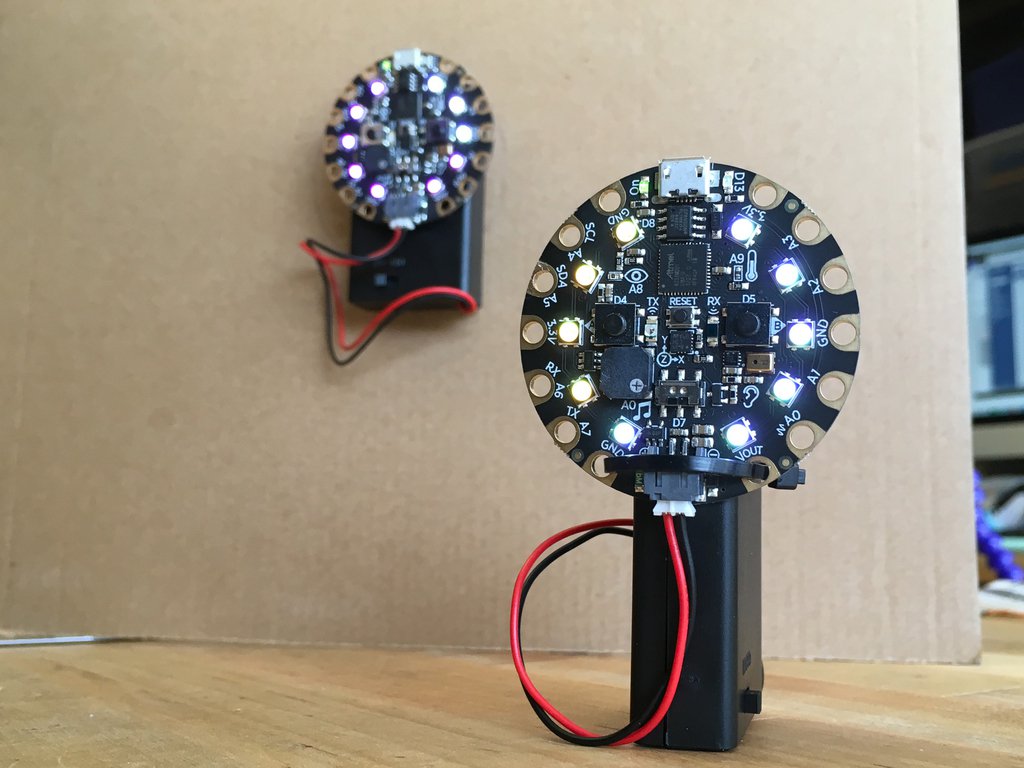 On
D13
GND
D8
3.3V
SCL
A4
A3
A9
SDA
A5
A8
A2
D4
TX
RESET
RX
D5
3.3V
B
GND
Y
Z
X
RX
A6
A1
A0
TX
A7
A0
D7
GND
VOUT